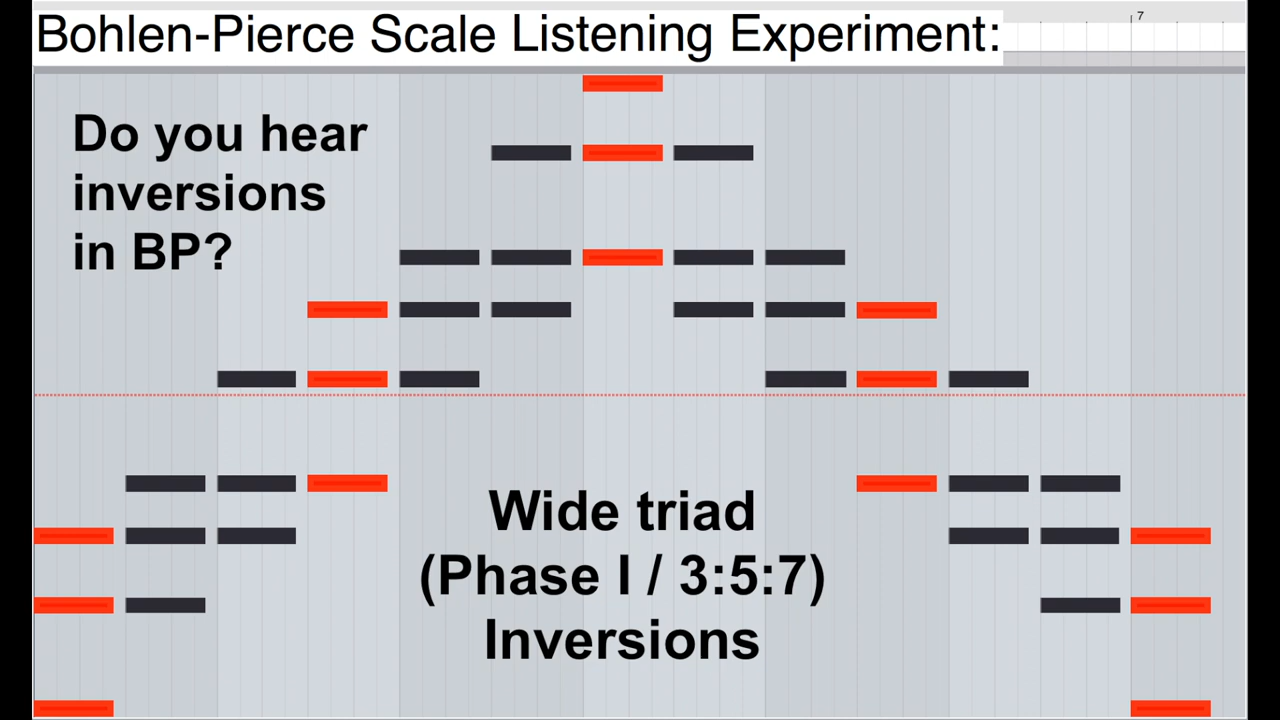 Bohlen-Pierce Scale Listening Experiment:
7
Do you hear
inversions
in BP?
Wide triad
(Phase I / 3:5:7)
Inversions